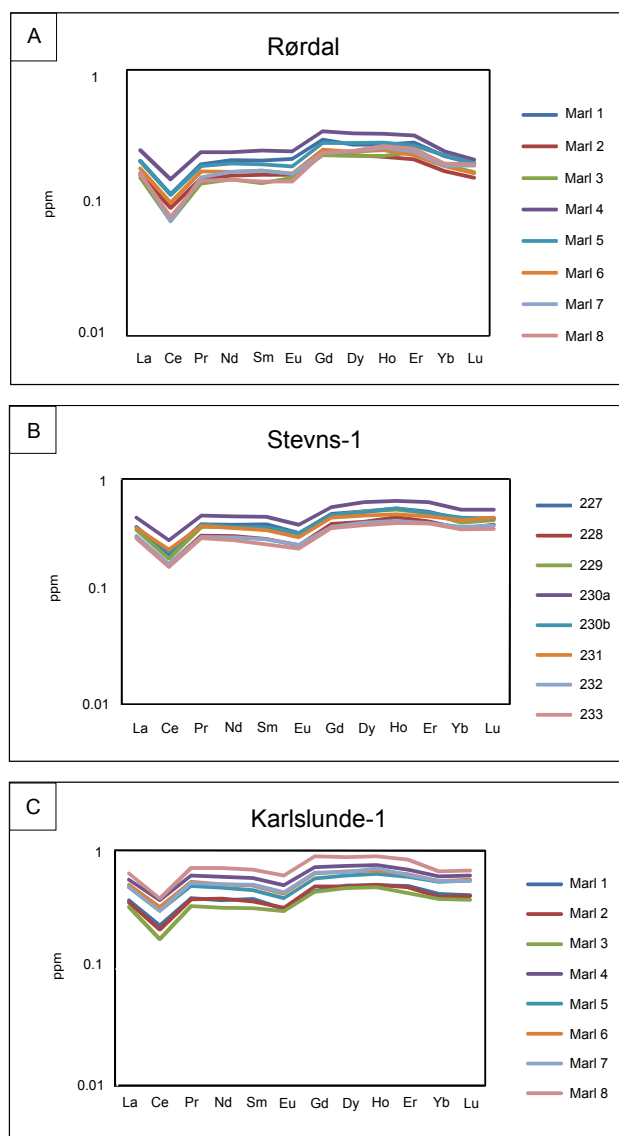 A
Rørdal
1
0.1
0.01
ppm
La Ce Pr Nd Sm Eu Gd Dy Ho Er Yb Lu
Marl 1
Marl 2
Marl 3
Marl 4
Marl 5
Marl 6
Marl 7
Marl 8
B
Stevns-1
1
0.1
0.01
ppm
La Ce Pr Nd Sm Eu Gd Dy Ho Er Yb Lu
227
228
229
230a
230b
231
232
233
C
Karlslunde-1
1
0.1
0.01
ppm
La Ce Pr Nd Sm Eu Gd Dy Ho Er Yb Lu
Marl 1
Marl 2
Marl 3
Marl 4
Marl 5
Marl 6
Marl 7
Marl 8